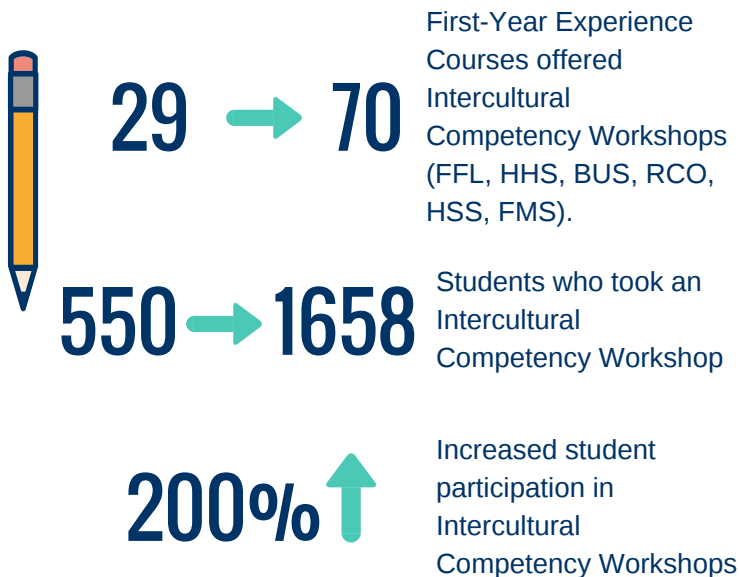 29 → 70
First-Year Experience
Courses offered
Intercultural
Competency Workshops
(FFL, HHS, BUS, RCO,
HSS, FMS).
550 → 1658
Students who took an
Intercultural
Competency Workshop
200%
Increased student
participation in
Intercultural
Competency Workshops